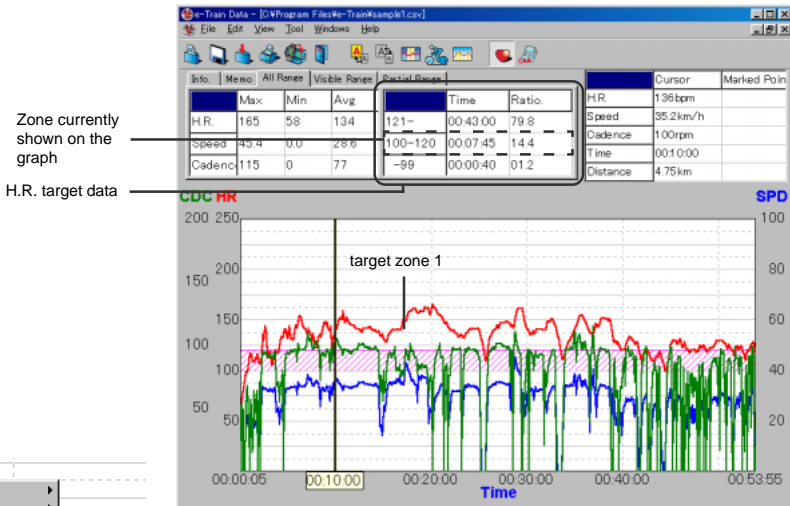 e-Train Data - [C:¥Program Files¥e-Train¥sample1.csv]
File Edit View Tool Windows Help
Info. Memo All Range Visible Range Partial Range
Max Min Avg
H.R. 165 58 134
Speed 45.4 0.0 28.6
Cadenc 115 0 77
Time Ratio.
121- 00:43:00 79.8
100-120 00:07:45 14.4
-99 00:00:40 01.2
Cursor Marked Poin
H.R. 136bpm
Speed 35.2km/h
Cadence 100rpm
Time 00:10:00
Distance 4.75km
Zone currently
shown on the
graph
H.R. target data
CDC HR SPD
200 250 100
target zone 1
200 80
150
150 60
100
100 40
50
50 20
00:00:05 00:10:00 00:20:00 00:30:00 00:40:00 00:53:55
Time